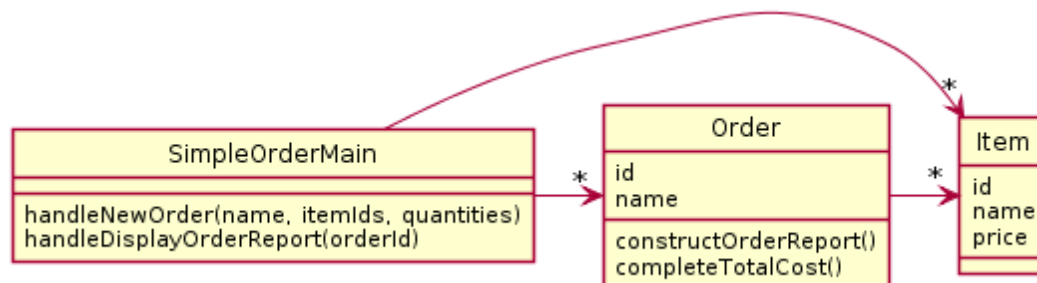 SimpleOrderMain
handleNewOrder(name, itemIds, quantities)
handleDisplayOrderReport(orderId)
*
Order
id
name
constructOrderReport()
completeTotalCost()
*
*
Item
id
name
price